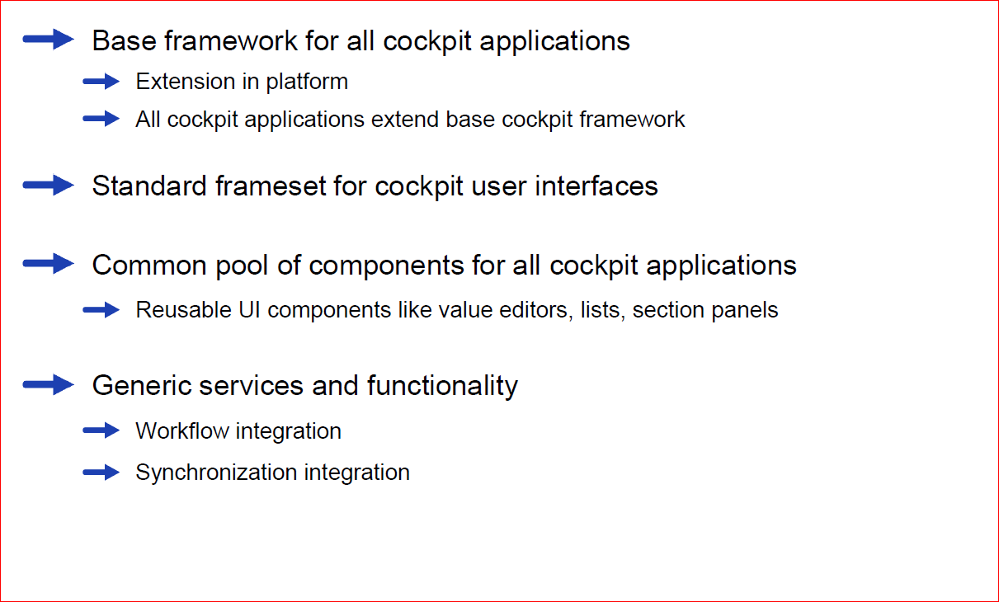 Base framework for all cockpit applications
Extension in platform
All cockpit applications extend base cockpit framework
Standard frameset for cockpit user interfaces
Common pool of components for all cockpit applications
Reusable UI components like value editors, lists, section panels
Generic services and functionality
Workflow integration
Synchronization integration